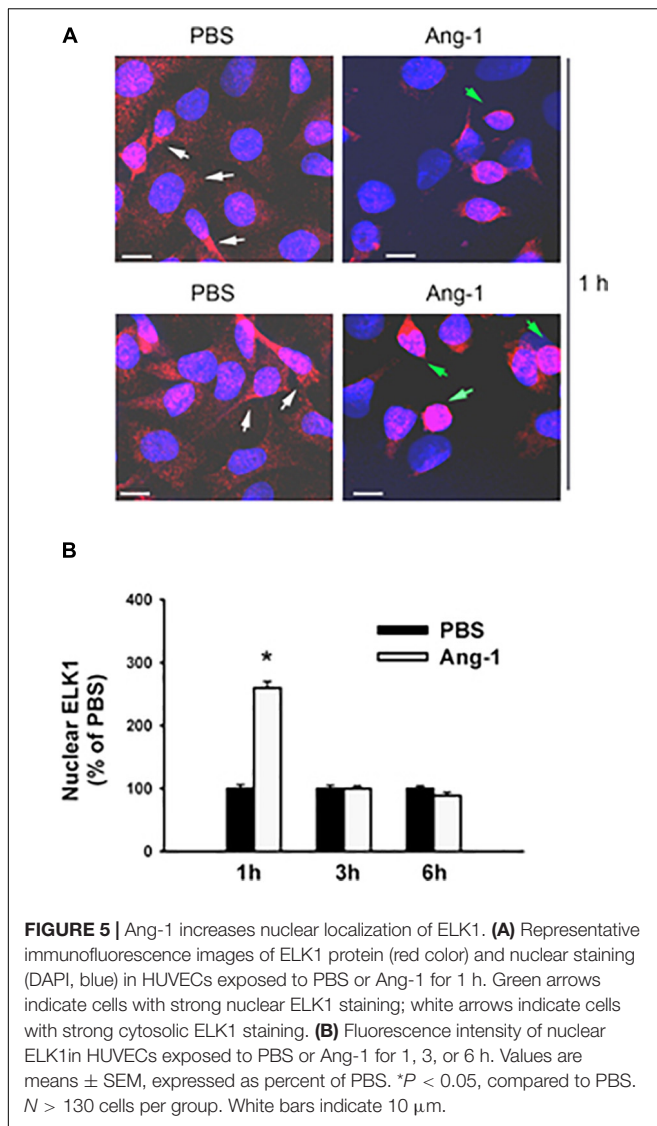 A
PBS
Ang-1
1 h
PBS
Ang-1
B
400
300
200
100
0
Nuclear ELK1
(% of PBS)
PBS
Ang-1
*
1h
3h
6h
FIGURE 5 | Ang-1 increases nuclear localization of ELK1. (A) Representative
immunofluorescence images of ELK1 protein (red color) and nuclear staining
(DAPI, blue) in HUVECs exposed to PBS or Ang-1 for 1 h. Green arrows
indicate cells with strong nuclear ELK1 staining; white arrows indicate cells
with strong cytosolic ELK1 staining. (B) Fluorescence intensity of nuclear
ELK1in HUVECs exposed to PBS or Ang-1 for 1, 3, or 6 h. Values are
means ± SEM, expressed as percent of PBS. *P < 0.05, compared to PBS.
N > 130 cells per group. White bars indicate 10 μm.